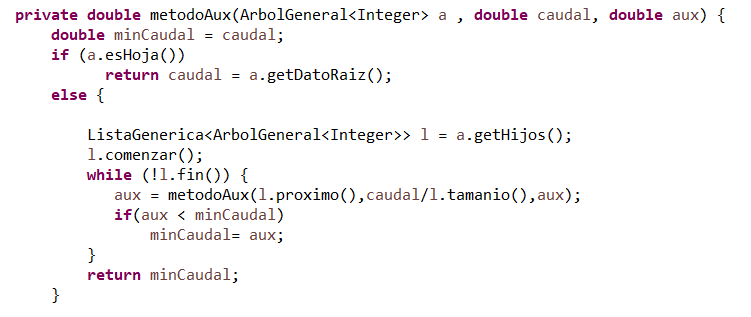 private double metodoAux(ArbolGeneral<Integer> a , double caudal, double aux) {
double minCaudal = caudal;
if (a.esHoja())
return caudal = a.getDatoRaiz();
else {
ListaGenerica<ArbolGeneral<Integer>> l = a.getHijos();
l.comenzar();
while (!l.fin()) {
aux = metodoAux(l.proximo(),caudal/l.tamanio(),aux);
if(aux < minCaudal)
minCaudal= aux;
}
return minCaudal;
}